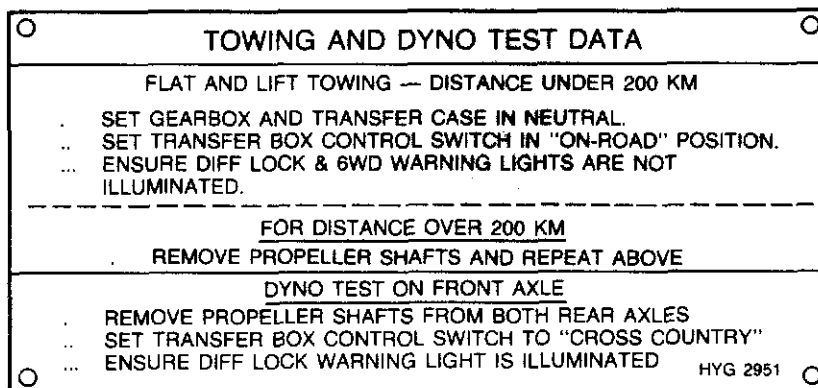 TOWING AND DYNO TEST DATA
FLAT AND LIFT TOWING — DISTANCE UNDER 200 KM
. SET GEARBOX AND TRANSFER CASE IN NEUTRAL.
.. SET TRANSFER BOX CONTROL SWITCH IN "ON-ROAD" POSITION.
... ENSURE DIFF LOCK & 6WD WARNING LIGHTS ARE NOT
ILLUMINATED.
FOR DISTANCE OVER 200 KM
. REMOVE PROPELLER SHAFTS AND REPEAT ABOVE
DYNO TEST ON FRONT AXLE
. REMOVE PROPELLER SHAFTS FROM BOTH REAR AXLES
.. SET TRANSFER BOX CONTROL SWITCH TO "CROSS COUNTRY"
... ENSURE DIFF LOCK WARNING LIGHT IS ILLUMINATED
HYG 2951